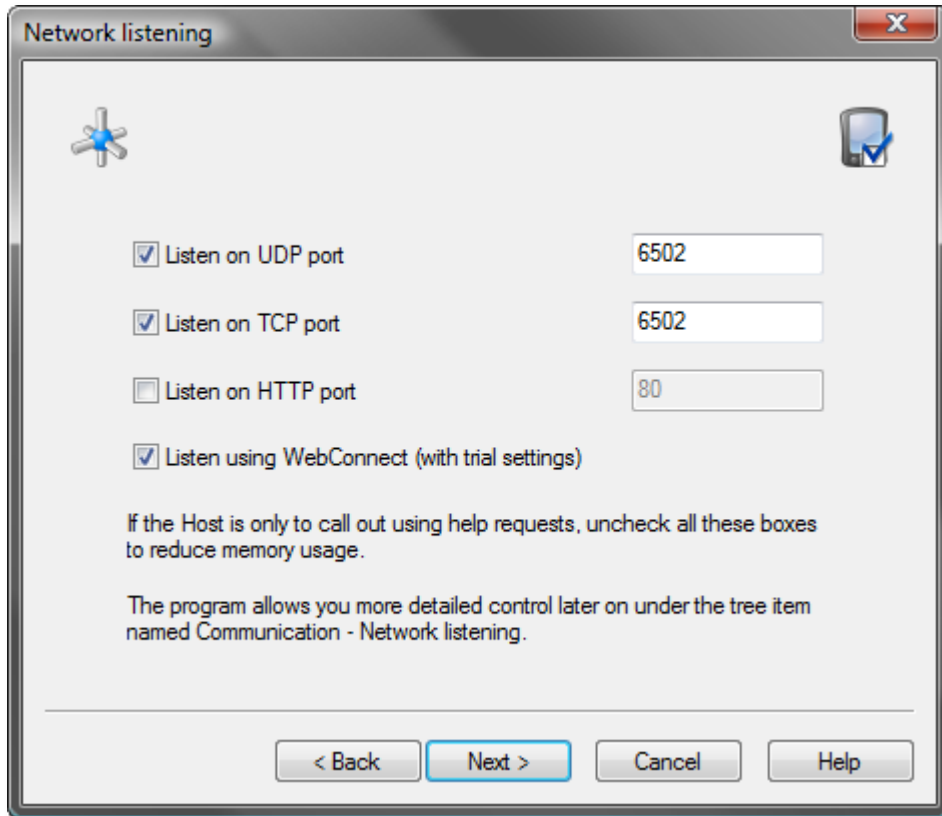 Network listening
Listen on UDP port 6502
Listen on TCP port 6502
Listen on HTTP port 80
Listen using WebConnect (with trial settings)
If the Host is only to call out using help requests, uncheck all these boxes
to reduce memory usage.
The program allows you more detailed control later on under the tree item
named Communication - Network listening.
< Back Next > Cancel Help